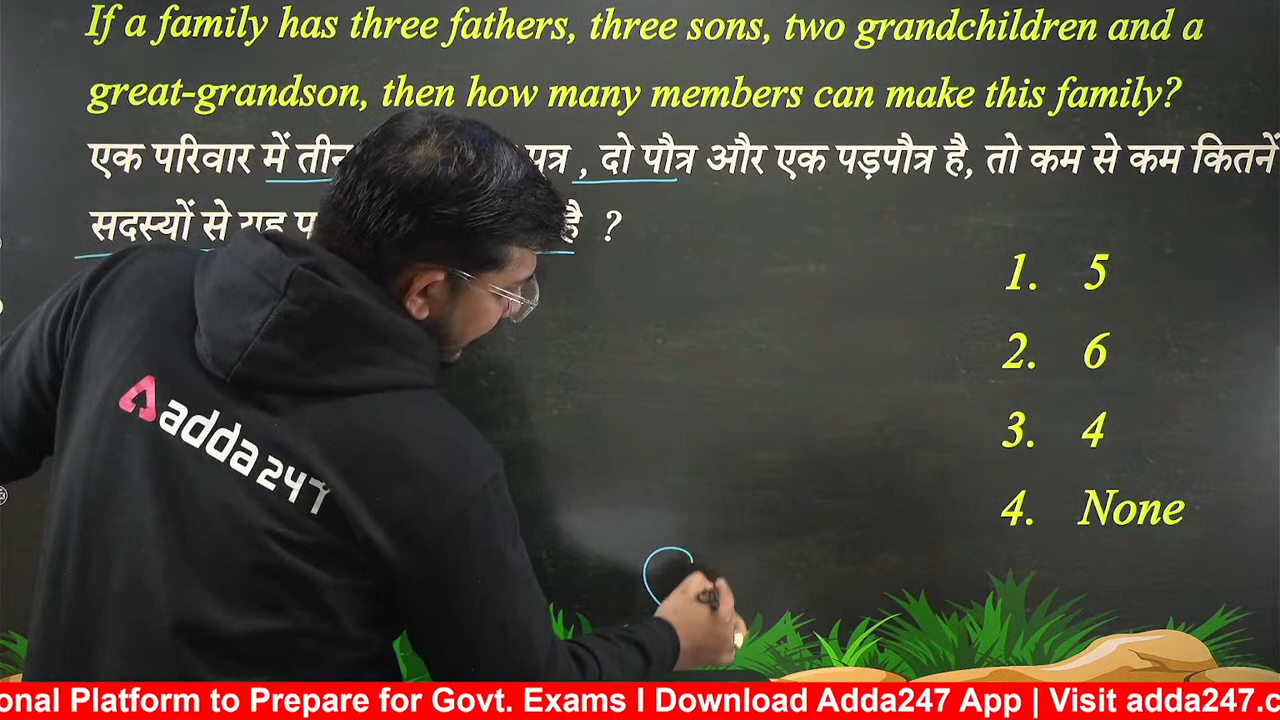 If a family has three fathers, three sons, two grandchildren and a
great-grandson, then how many members can make this family?
एक परिवार में तीन पुत्र , दो पौत्र और एक पड़पौत्र है, तो कम से कम कितनें
सदस्यों से यह है ?
1. 5
2. 6
3. 4
4. None
adda247
onal Platform to Prepare for Govt. Exams I Download Adda247 App | Visit adda247.c